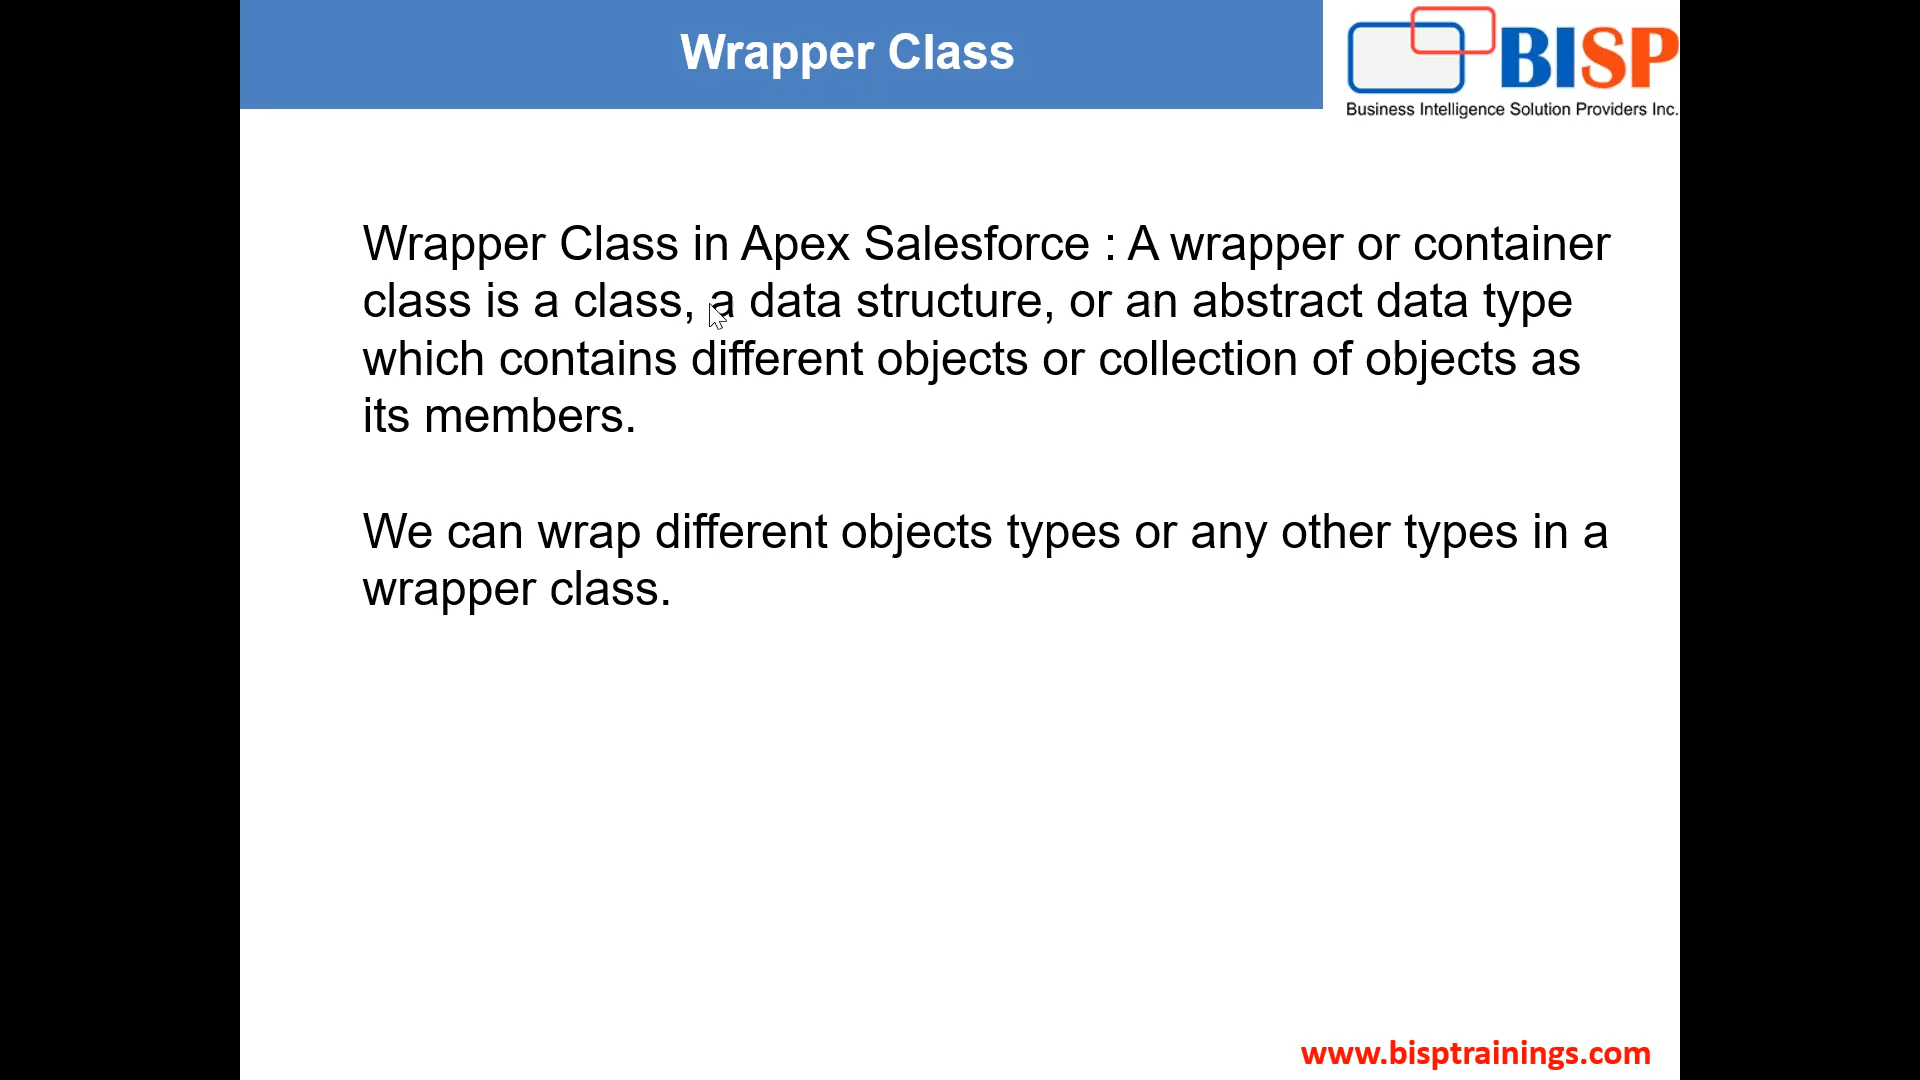 Wrapper Class
BISP
Business Intelligence Solution Providers Inc.
Wrapper Class in Apex Salesforce : A wrapper or container
class is a class, a data structure, or an abstract data type
which contains different objects or collection of objects as
its members.
We can wrap different objects types or any other types in a
wrapper class.
www.bisptrainings.com